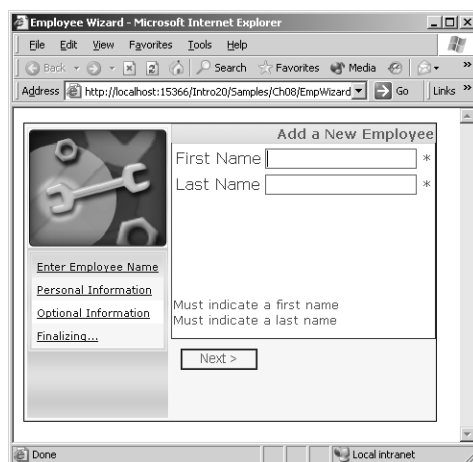 Employee Wizard - Microsoft Internet Explorer
File Edit View Favorites Tools Help
Back Search Favorites Media
Address http://localhost:15366/Intro20/Samples/Ch08/EmpWizard Go Links »
Add a New Employee
First Name *
Last Name *
Enter Employee Name
Personal Information
Optional Information
Finalizing...
Must indicate a first name
Must indicate a last name
Next >
Done Local intranet